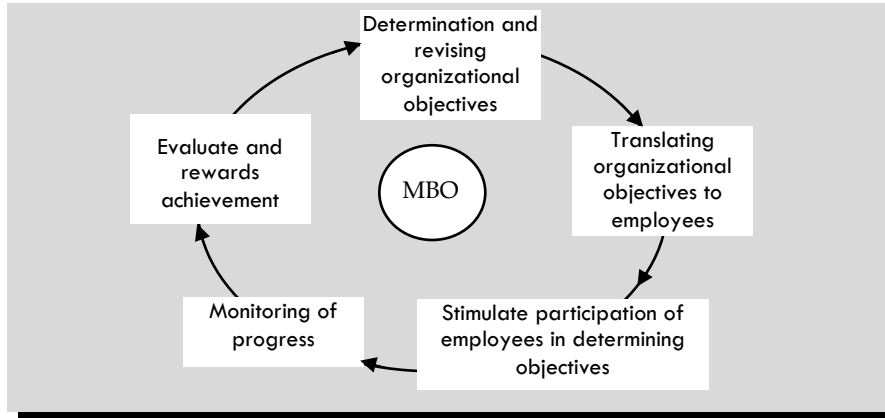 Determination and
revising
organizational
objectives
Translating
organizational
objectives to
employees
Stimulate participation of
employees in determining
objectives
Monitoring of
progress
Evaluate and
rewards
achievement
MBO